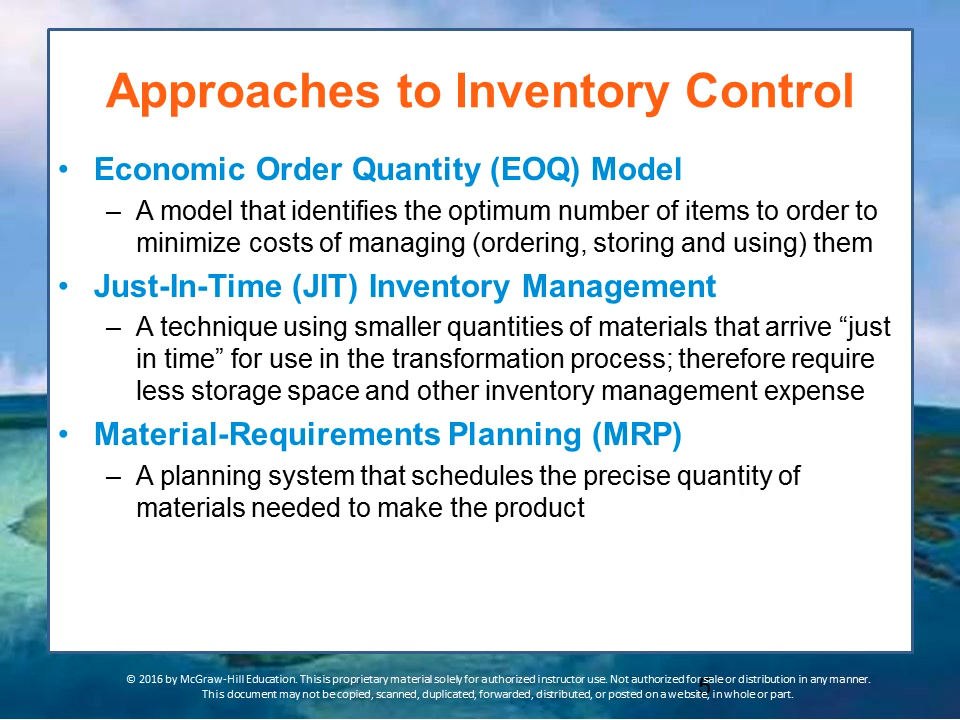 Approaches to Inventory Control
• Economic Order Quantity (EOQ) Model
– A model that identifies the optimum number of items to order to
minimize costs of managing (ordering, storing and using) them
• Just-In-Time (JIT) Inventory Management
– A technique using smaller quantities of materials that arrive “just
in time” for use in the transformation process; therefore require
less storage space and other inventory management expense
• Material-Requirements Planning (MRP)
– A planning system that schedules the precise quantity of
materials needed to make the product
© 2016 by McGraw-Hill Education. This is proprietary material solely for authorized instructor use. Not authorized for sale or distribution in any manner.
This document may not be copied, scanned, duplicated, forwarded, distributed, or posted on a website, in whole or part.
5